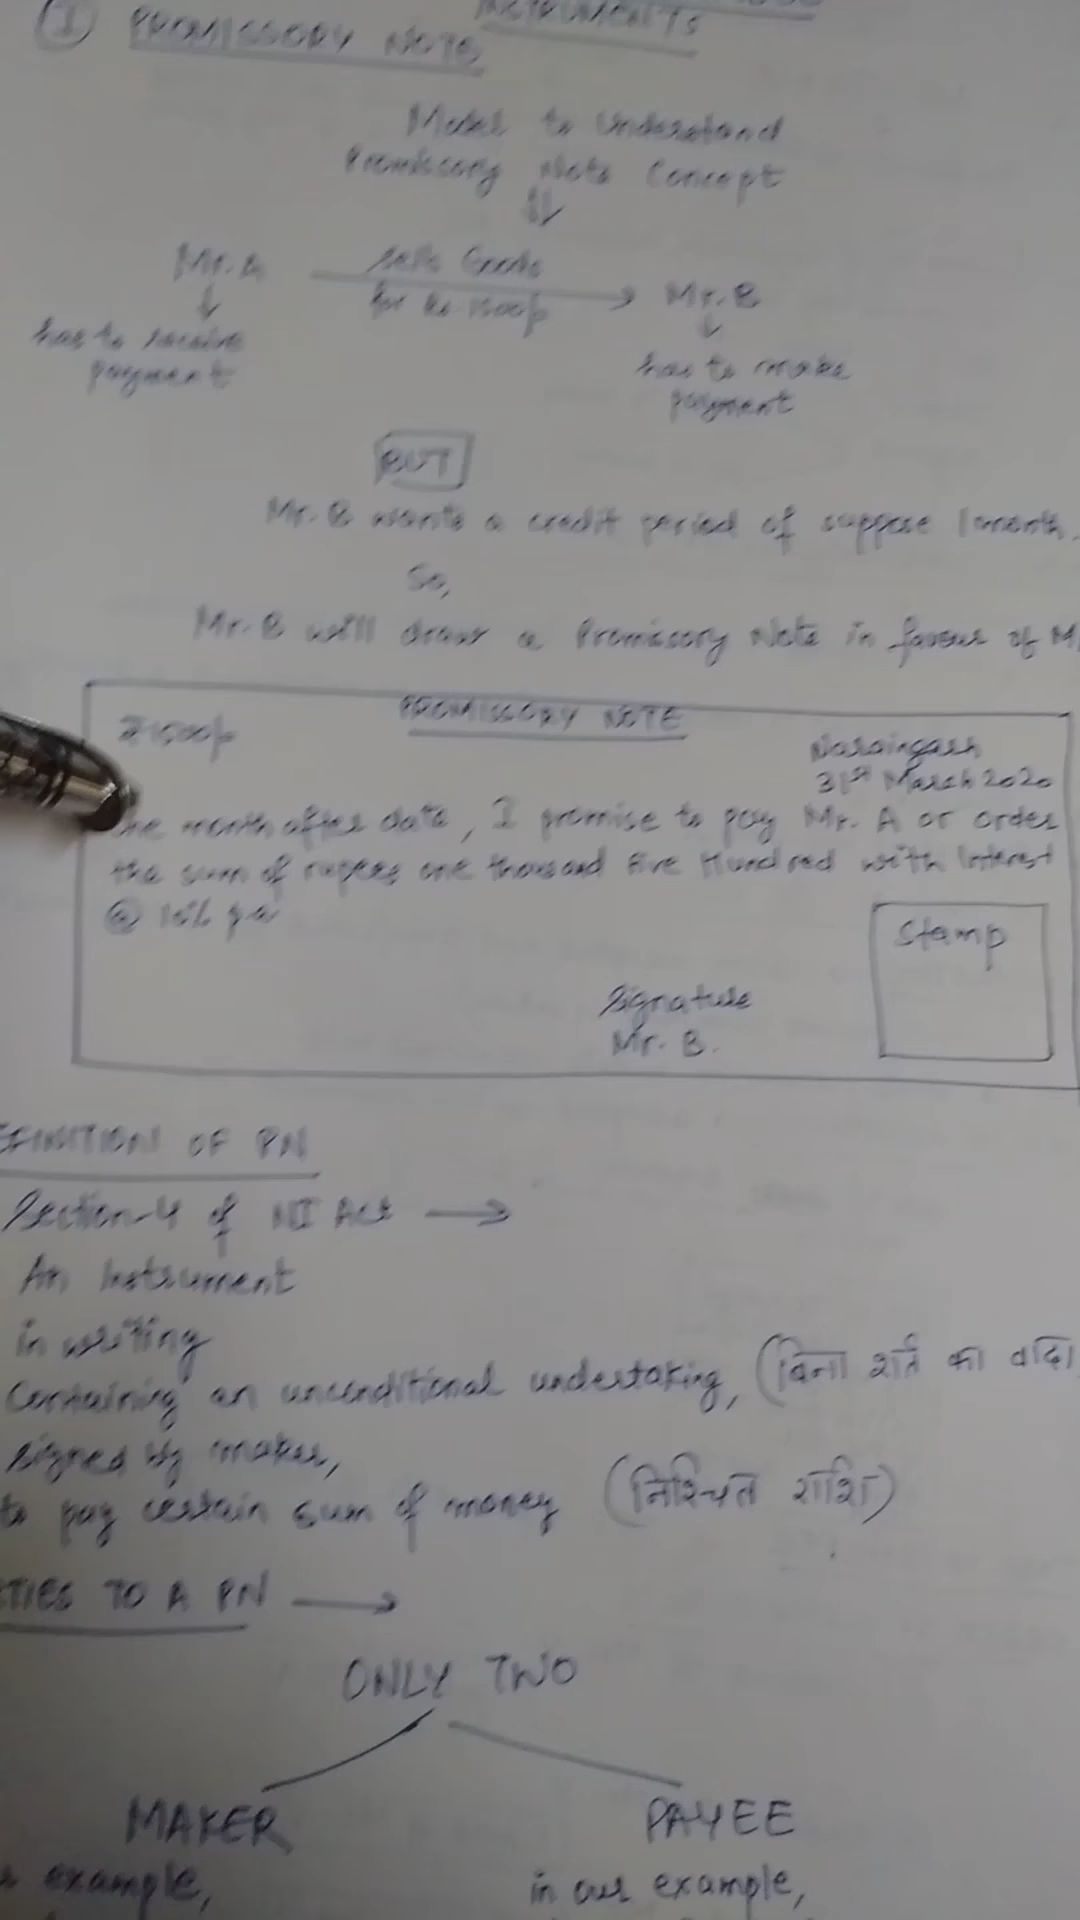 INSTRUMENTS
① PROMISSORY NOTE
Model to Understand
Promissory Note Concept
Mr. A
sells Goods
for Rs 1500/-
Mr. B
has to receive
payment
has to make
payment
BUT
Mr. B wants a credit period of suppose 1 month.
So,
Mr. B will draw a Promissory Note in favour of M
PROMISSORY NOTE
₹1500/-
Naraingarh
31st March 2020
One month after date, I promise to pay Mr. A or order
the sum of rupees one thousand Five Hundred with Interest
@ 10% pa
Stamp
Signature
Mr. B.
EFINITION OF PN
Section-4 of NI Act
An Instrument
in writing
Containing an unconditional undertaking, (बिना शर्त का
signed by maker,
to pay certain sum of money (निश्चित राशि)
TIES TO A PN
ONLY TWO
MAKER
PAYEE
example,
in our example,